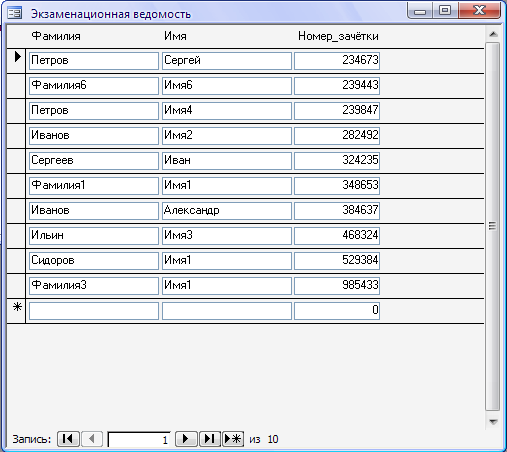 Экзаменационная ведомость
Фамилия Имя Номер_зачётки
Петров Сергей 234673
Фамилия6 Имя6 239443
Петров Имя4 239847
Иванов Имя2 282492
Сергеев Иван 324235
Фамилия1 Имя1 348653
Иванов Александр 384637
Ильин Имя3 468324
Сидоров Имя1 529384
Фамилия3 Имя1 985433
0
Запись: 1 из 10